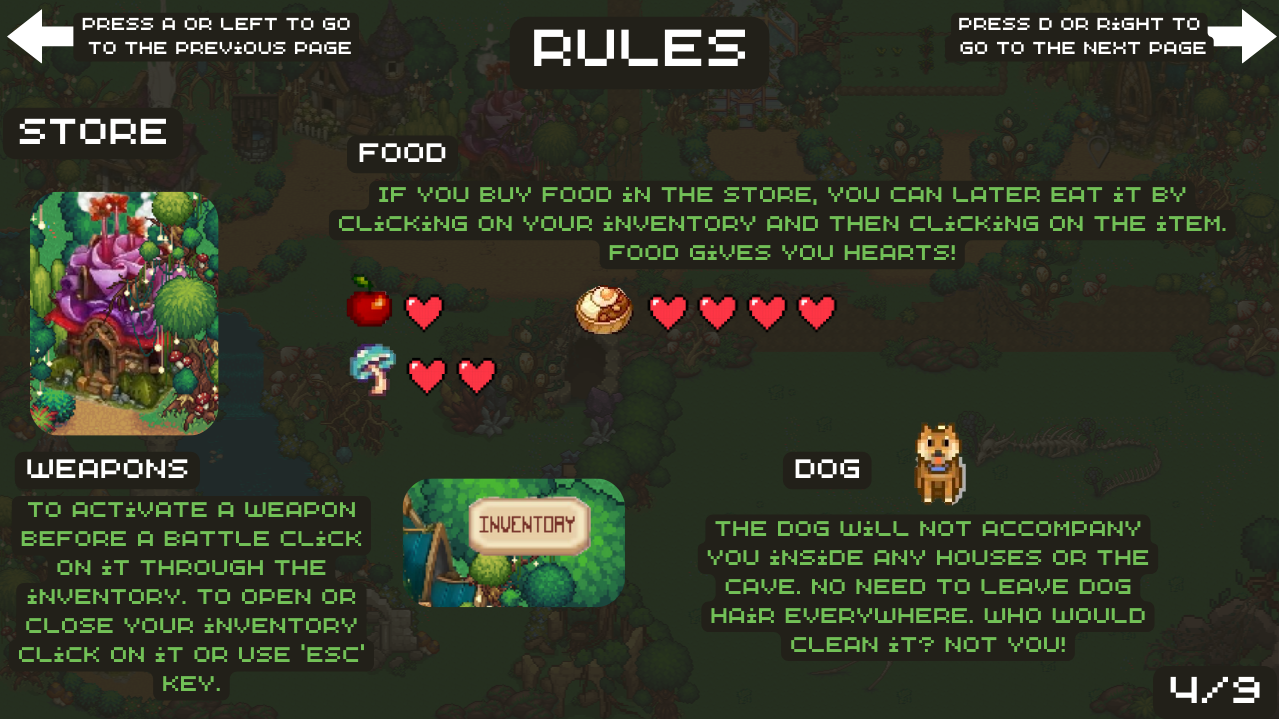 PRESS A OR LEFT TO GO
TO THE PREVIOUS PAGE
RULES
PRESS D OR RIGHT TO
GO TO THE NEXT PAGE
STORE
FOOD
IF YOU BUY FOOD IN THE STORE, YOU CAN LATER EAT IT BY
CLICKING ON YOUR INVENTORY AND THEN CLICKING ON THE ITEM.
FOOD GIVES YOU HEARTS!
WEAPONS
TO ACTIVATE A WEAPON
BEFORE A BATTLE CLICK
ON IT THROUGH THE
INVENTORY. TO OPEN OR
CLOSE YOUR INVENTORY
CLICK ON IT OR USE 'ESC'
KEY.
INVENTORY
DOG
THE DOG WILL NOT ACCOMPANY
YOU INSIDE ANY HOUSES OR THE
CAVE. NO NEED TO LEAVE DOG
HAIR EVERYWHERE. WHO WOULD
CLEAN IT? NOT YOU!
4/9